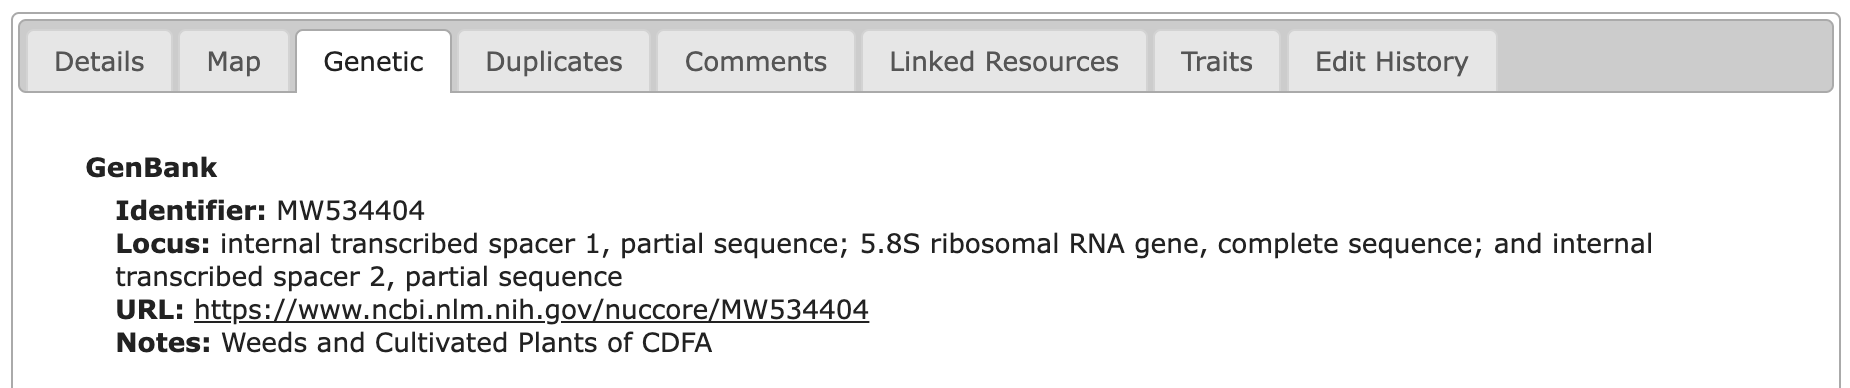 Details Map Genetic Duplicates Comments Linked Resources Traits Edit History
GenBank
Identifier: MW534404
Locus: internal transcribed spacer 1, partial sequence; 5.8S ribosomal RNA gene, complete sequence; and internal
transcribed spacer 2, partial sequence
URL: https://www.ncbi.nlm.nih.gov/nuccore/MW534404
Notes: Weeds and Cultivated Plants of CDFA